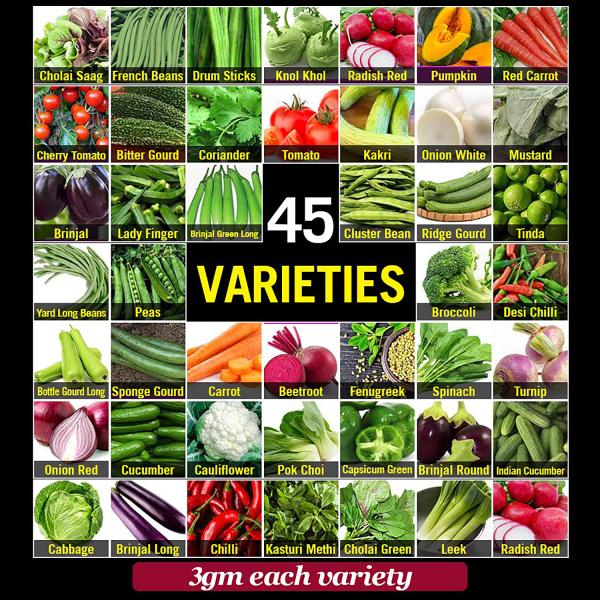 Cholai Saag French Beans Drum Sticks Knol Khol Radish Red Pumpkin Red Carrot
Cherry Tomato Bitter Gourd Coriander Tomato Kakri Onion White Mustard
Brinjal Lady Finger Brinjal Green Long Cluster Bean Ridge Gourd Tinda
45
VARIETIES
Yard Long Beans Peas Broccoli Desi Chilli
Bottle Gourd Long Sponge Gourd Carrot Beetroot Fenugreek Spinach Turnip
Onion Red Cucumber Cauliflower Pok Choi Capsicum Green Brinjal Round Indian Cucumber
Cabbage Brinjal Long Chilli Kasturi Methi Cholai Green Leek Radish Red
3gm each variety